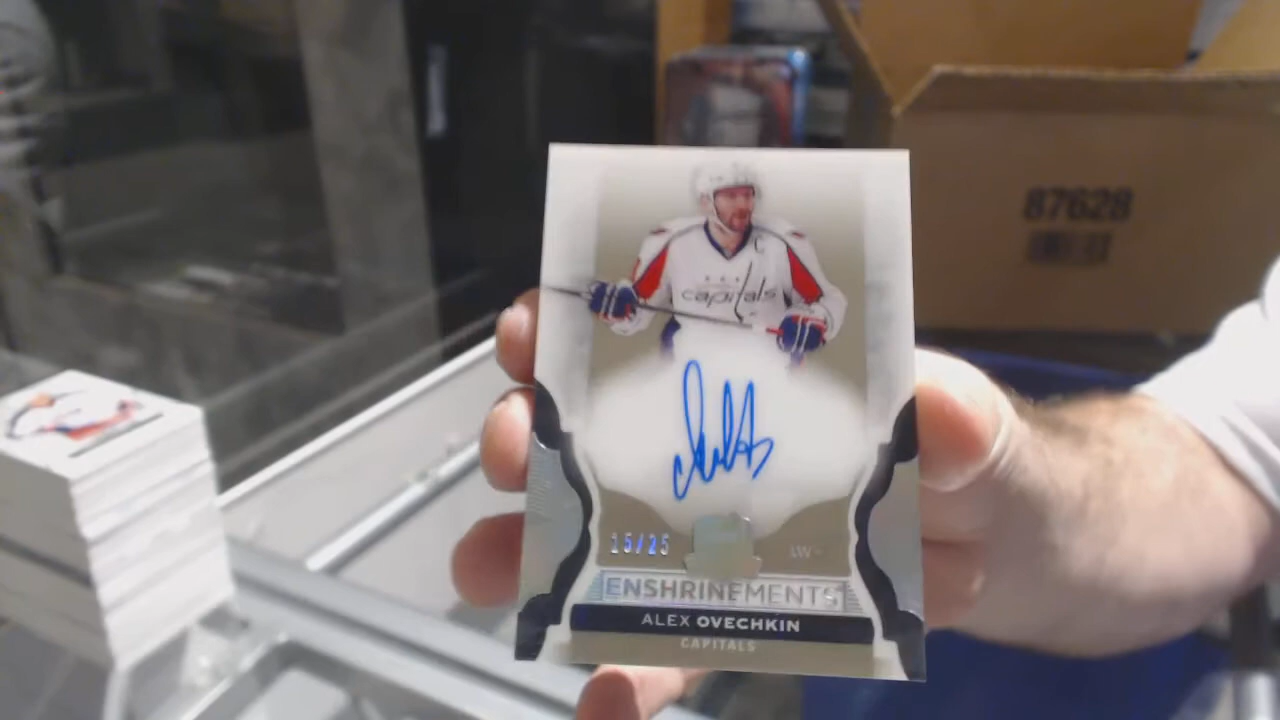 87628
C
capitals
15/25
LW
ENSHRINEMENTS
ALEX OVECHKIN
CAPITALS